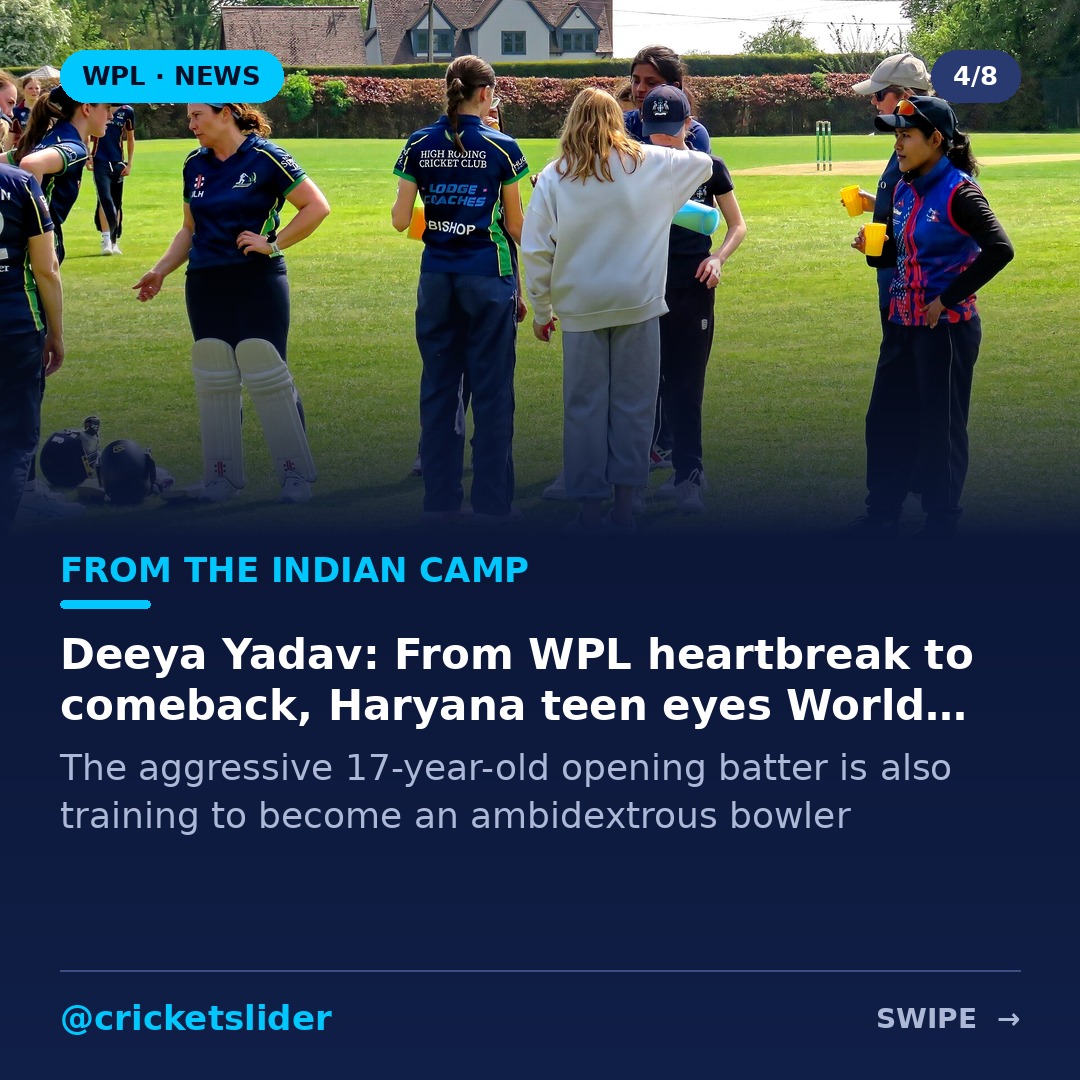 WPL · NEWS
4/8
HIGH RODING
CRICKET CLUB
LODGE
COACHES
BISHOP
FROM THE INDIAN CAMP
Deeya Yadav: From WPL heartbreak to
comeback, Haryana teen eyes World…
The aggressive 17-year-old opening batter is also
training to become an ambidextrous bowler
@cricketslider
SWIPE →